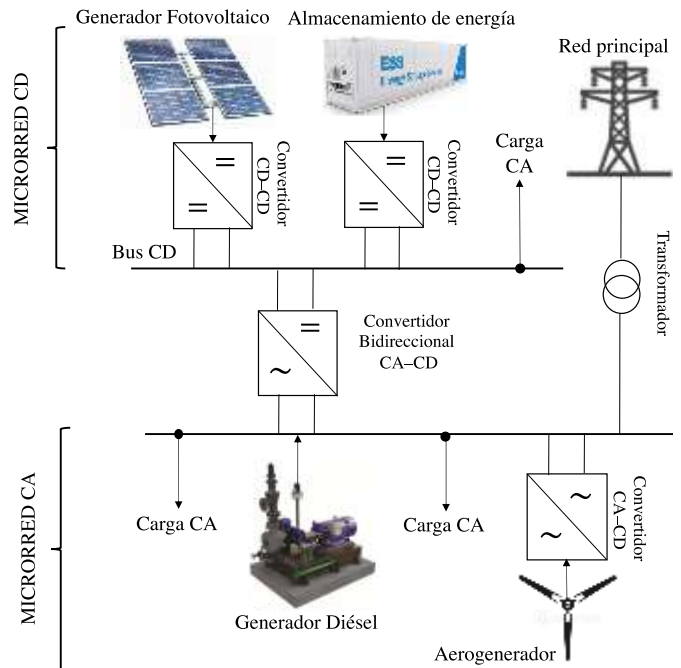 Generador Fotovoltaico
Almacenamiento de energía
Red principal
ESS
MICRORRED CD
Convertidor
CD–CD
Convertidor
CD–CD
Carga
CA
Bus CD
Transformador
Convertidor
Bidireccional
CA–CD
MICRORRED CA
Carga CA
Carga CA
Convertidor
CA–CD
Generador Diésel
Aerogenerador